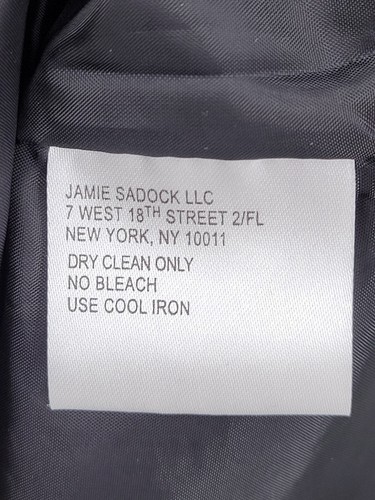 JAMIE SADOCK LLC
7 WEST 18TH STREET 2/FL
NEW YORK, NY 10011
DRY CLEAN ONLY
NO BLEACH
USE COOL IRON